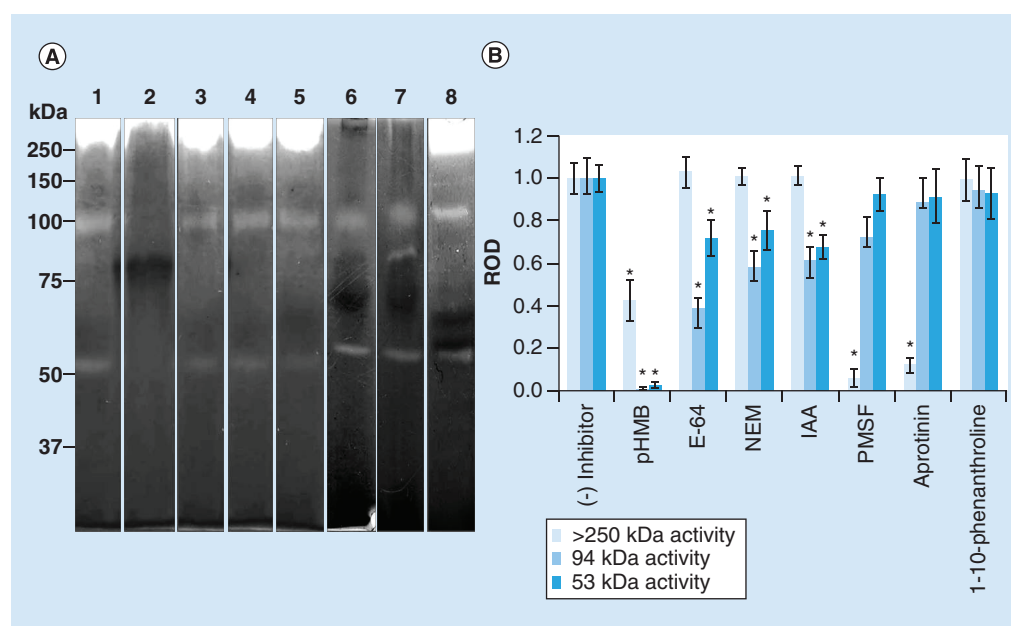 A
B
kDa
1 2 3 4 5 6 7 8
250
150
100
75
50
37
1.2
1.0
0.8
0.6
0.4
0.2
0.0
ROD
* * * * * * * * * * *
(-) Inhibitor
pHMB
E-64
NEM
IAA
PMSF
Aprotinin
1-10-phenanthroline
>250 kDa activity
94 kDa activity
53 kDa activity